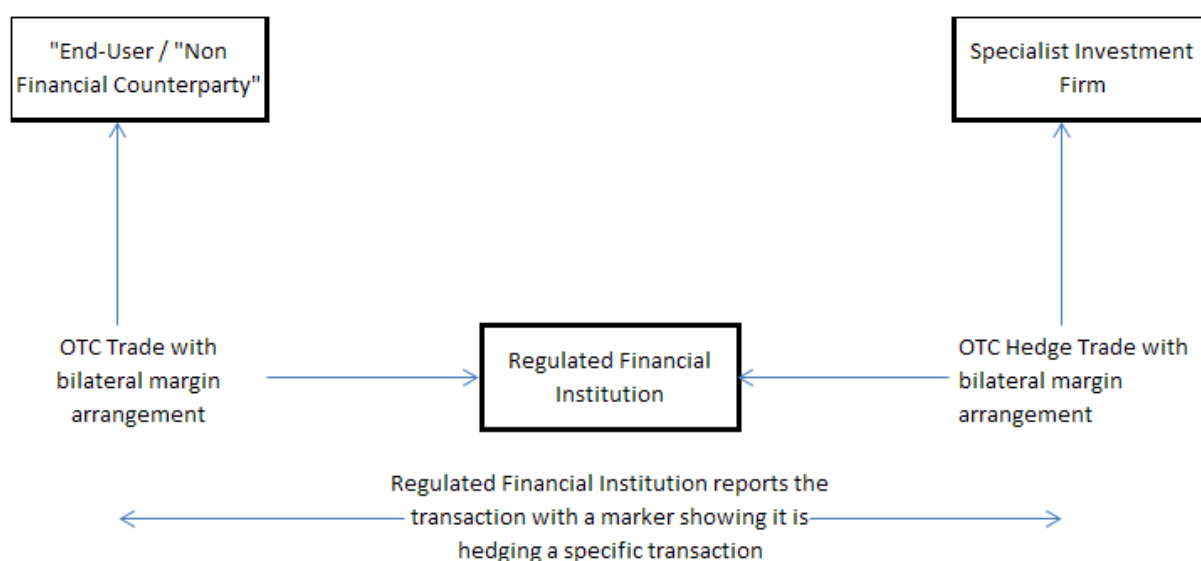 "End-User / "Non
Financial Counterparty"
Specialist Investment
Firm
OTC Trade with
bilateral margin
arrangement
Regulated Financial
Institution
OTC Hedge Trade with
bilateral margin
arrangement
Regulated Financial Institution reports the
transaction with a marker showing it is
hedging a specific transaction